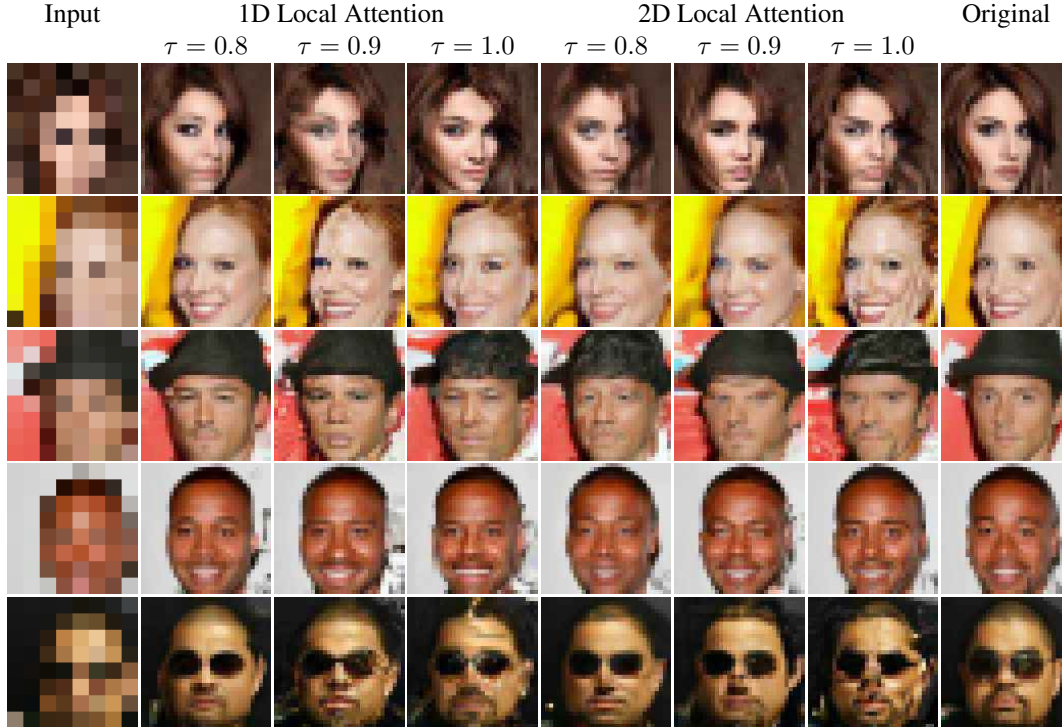 Input 1D Local Attention 2D Local Attention Original
τ = 0.8 τ = 0.9 τ = 1.0 τ = 0.8 τ = 0.9 τ = 1.0